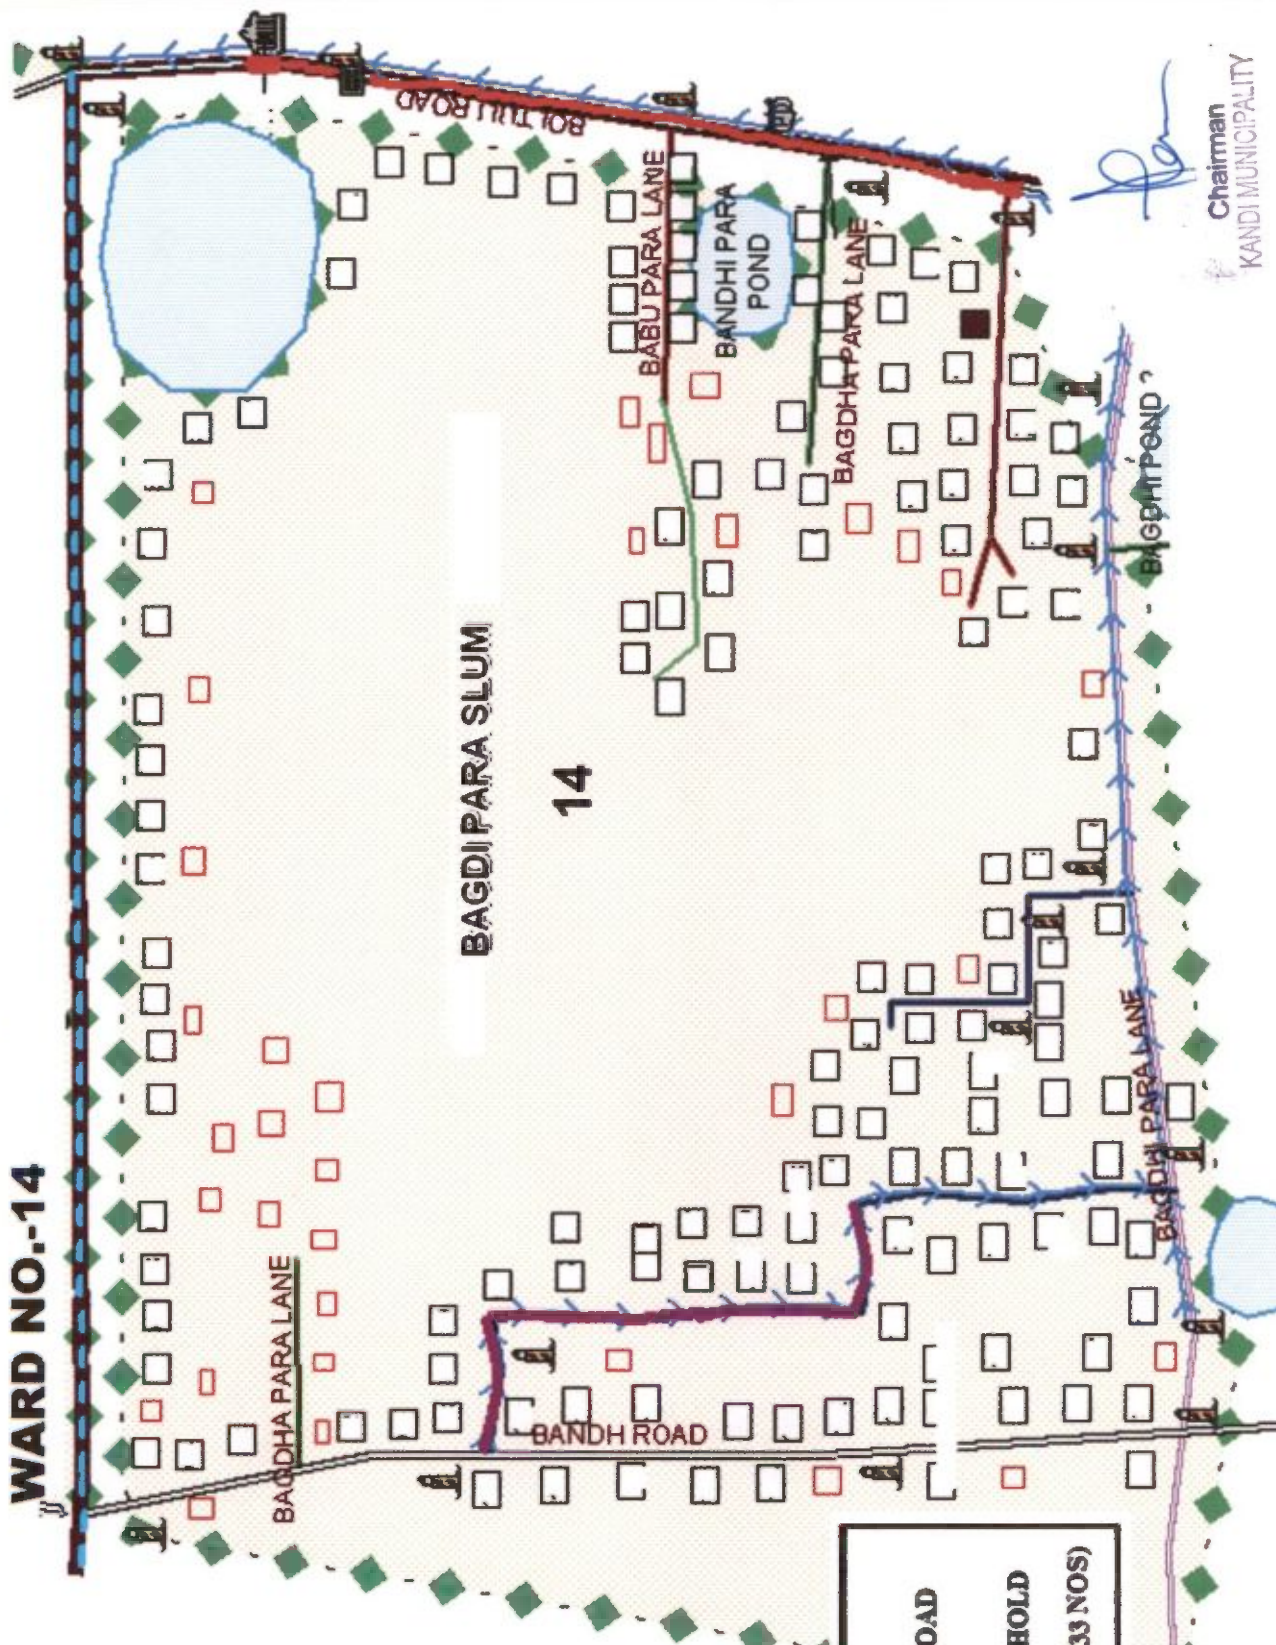 WARD NO.-14
BOLTULI ROAD
BABU PARA LANE
BANDHI PARA
POND
BAGDHA PARA LANE
BAGDHI POND ?
BAGDI PARA SLUM
14
BAGDHI PARA LANE
BAGDHA PARA LANE
BANDH ROAD
OAD
HOLD
33 NOS)
Chairman
KANDI MUNICIPALITY